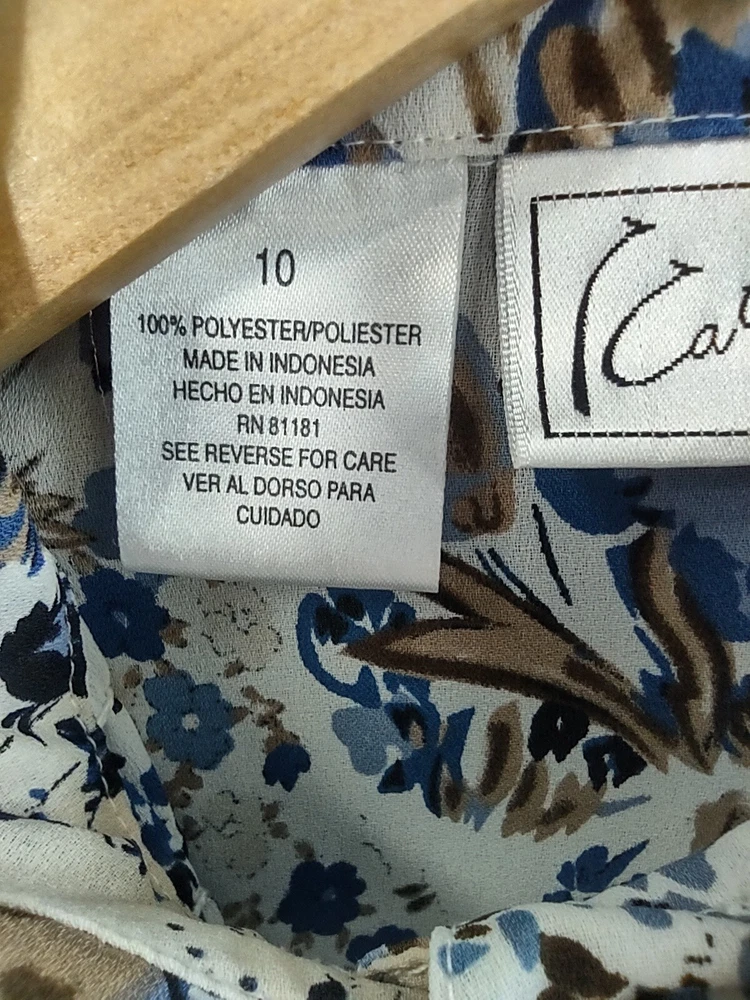 10
100% POLYESTER/POLIESTER
MADE IN INDONESIA
HECHO EN INDONESIA
RN 81181
SEE REVERSE FOR CARE
VER AL DORSO PARA
CUIDADO